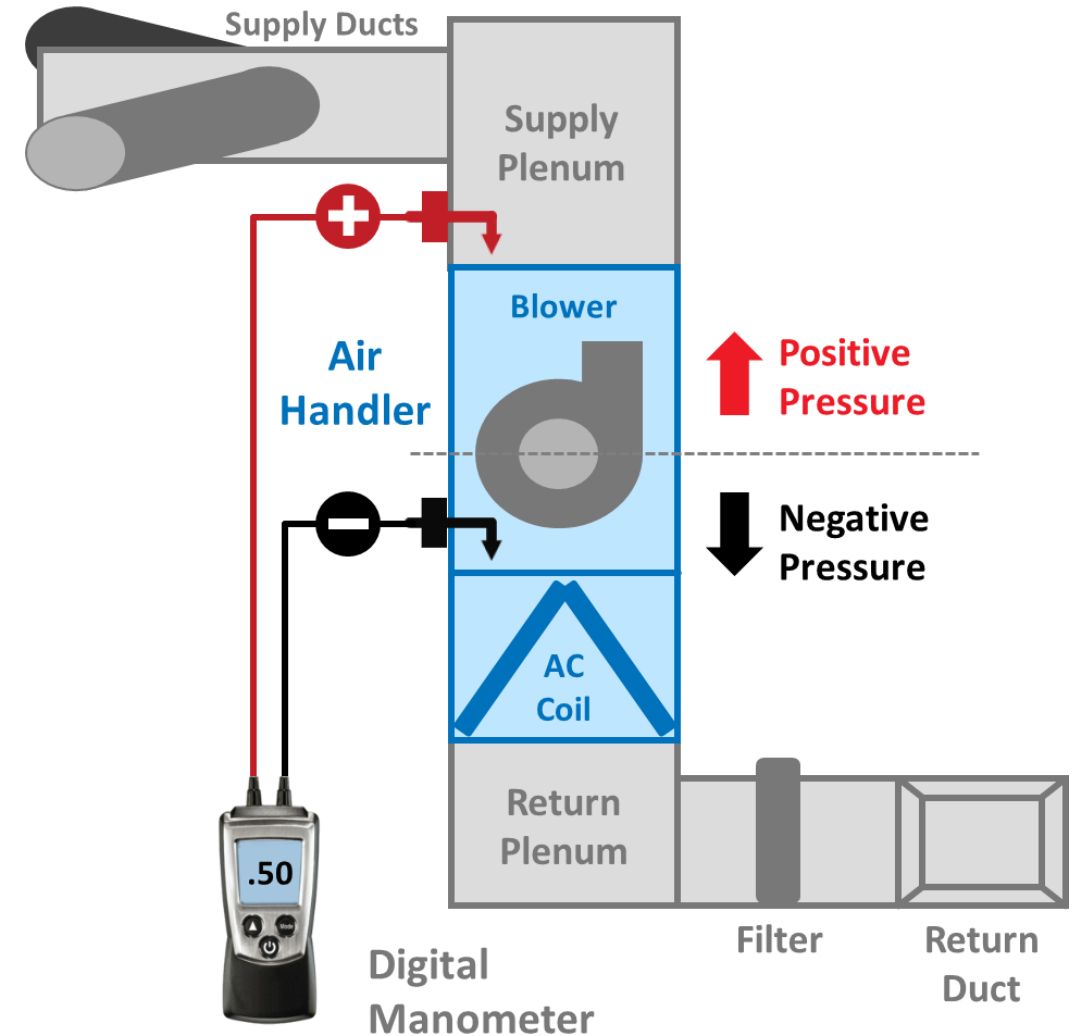 Supply Ducts
Supply
Plenum
Blower
Air
Handler
Positive
Pressure
Negative
Pressure
AC
Coil
Return
Plenum
.50
Mode
Filter
Return
Duct
Digital
Manometer